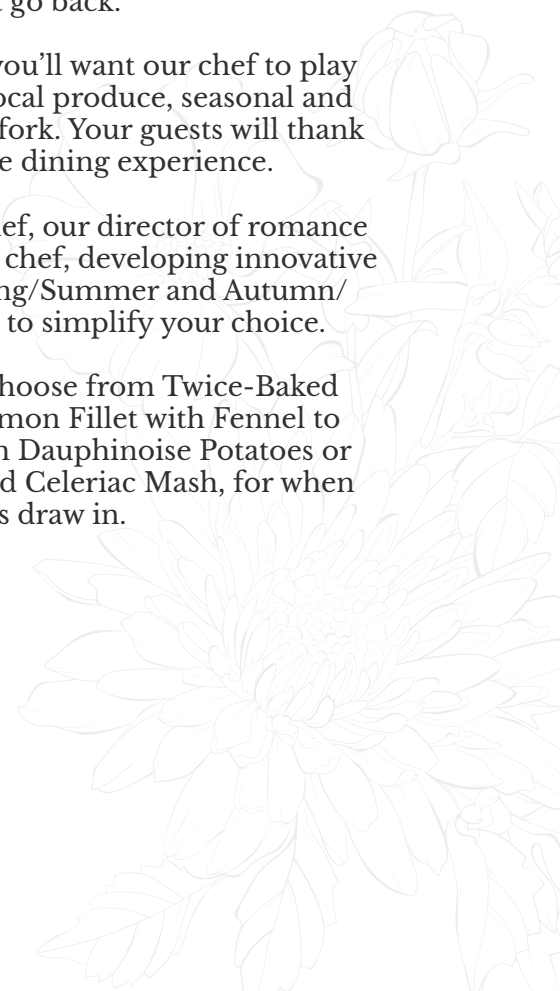 go back.
you’ll want our chef to play
ocal produce, seasonal and
fork. Your guests will thank
e dining experience.
ef, our director of romance
chef, developing innovative
ng/Summer and Autumn/
to simplify your choice.
hoose from Twice-Baked
mon Fillet with Fennel to
n Dauphinoise Potatoes or
d Celeriac Mash, for when
s draw in.